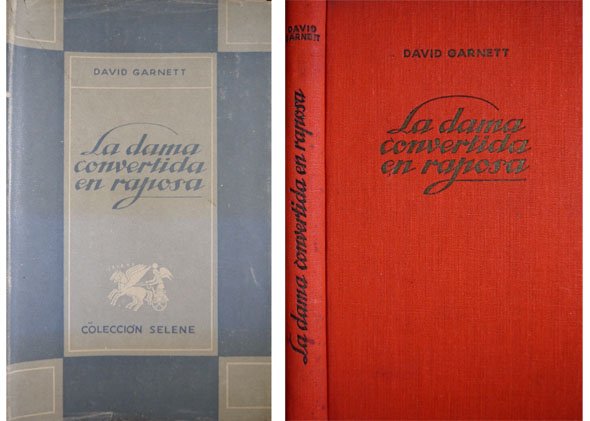 DAVID GARNETT
La dama
convertida
en raposa
COLECCIÓN SELENE
DAVID
GARNETT
La dama convertida en raposa
DAVID GARNETT
La dama
convertida
en raposa